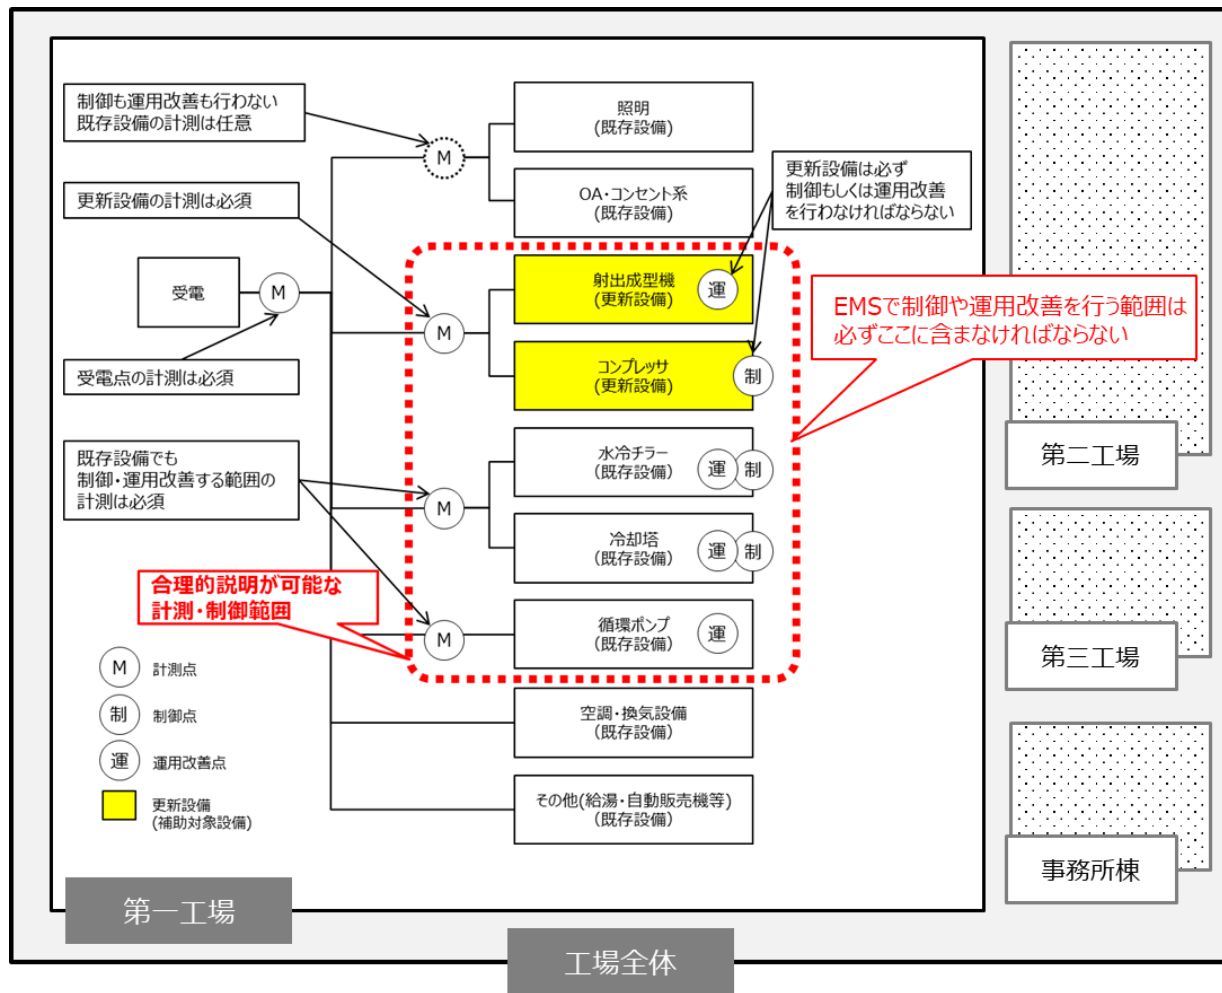 制御も運用改善も行わない
既存設備の計測は任意
更新設備の計測は必須
受電
M
受電点の計測は必須
既存設備でも
制御・運用改善する範囲の
計測は必須
合理的説明が可能な
計測・制御範囲
M
照明
(既存設備)
OA・コンセント系
(既存設備)
更新設備は必ず
制御もしくは運用改善
を行わなければならない
M
射出成型機
(更新設備)
運
コンプレッサ
(更新設備)
制
EMSで制御や運用改善を行う範囲は
必ずここに含まなければならない
M
水冷チラー
(既存設備)
運
制
冷却塔
(既存設備)
運
制
M
循環ポンプ
(既存設備)
運
空調・換気設備
(既存設備)
その他(給湯・自動販売機等)
(既存設備)
M 計測点
制 制御点
運 運用改善点
更新設備
(補助対象設備)
第一工場
第二工場
第三工場
事務所棟
工場全体